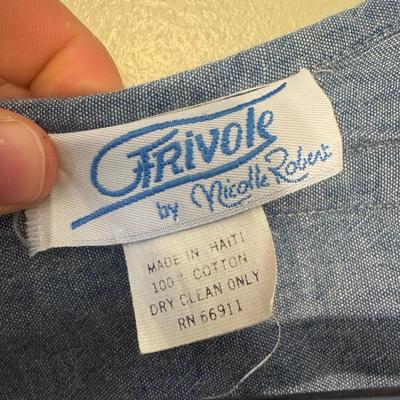 Frivole
by Nicolle Robert
MADE IN HAITI
100% COTTON
DRY CLEAN ONLY
RN 66911